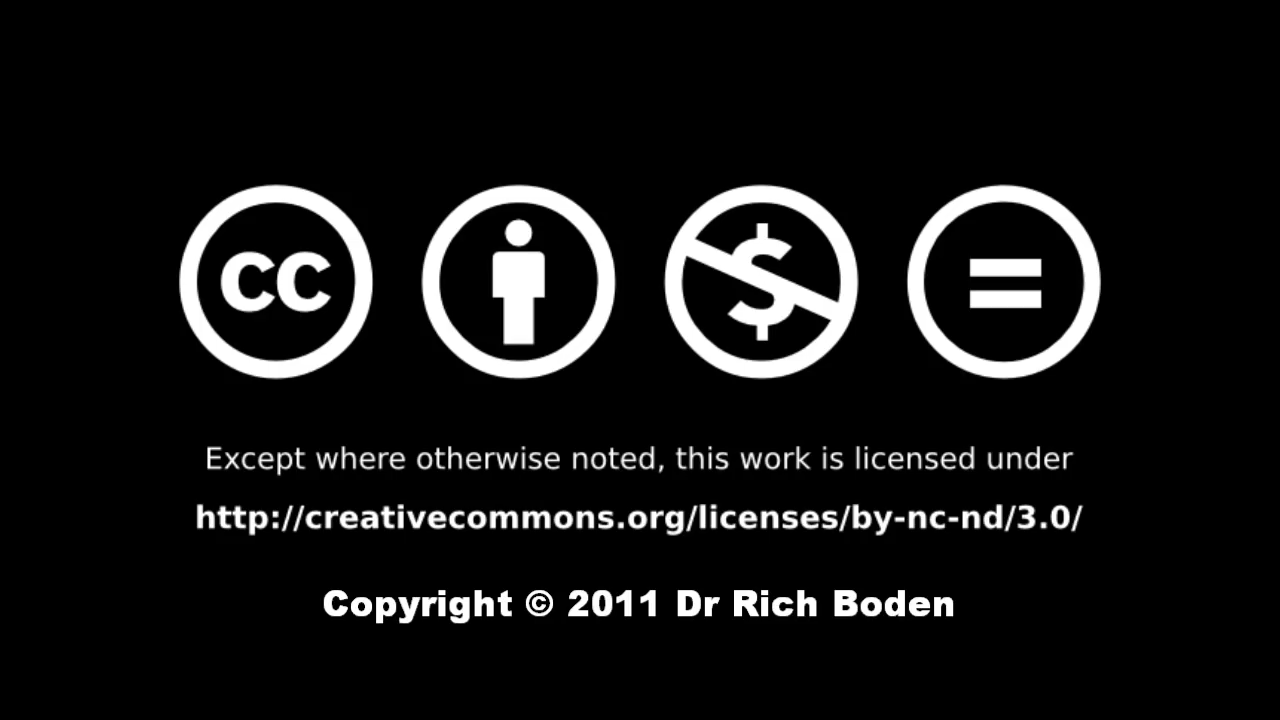 cc
$
=
Except where otherwise noted, this work is licensed under
http://creativecommons.org/licenses/by-nc-nd/3.0/
Copyright © 2011 Dr Rich Boden